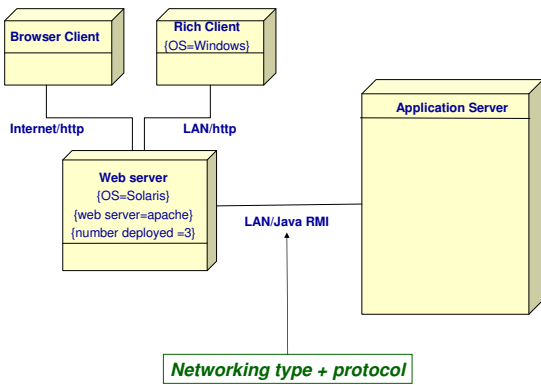 Browser Client
Rich Client
{OS=Windows}
Application Server
Internet/http
LAN/http
Web server
{OS=Solaris}
{web server=apache}
{number deployed =3}
LAN/Java RMI
Networking type + protocol